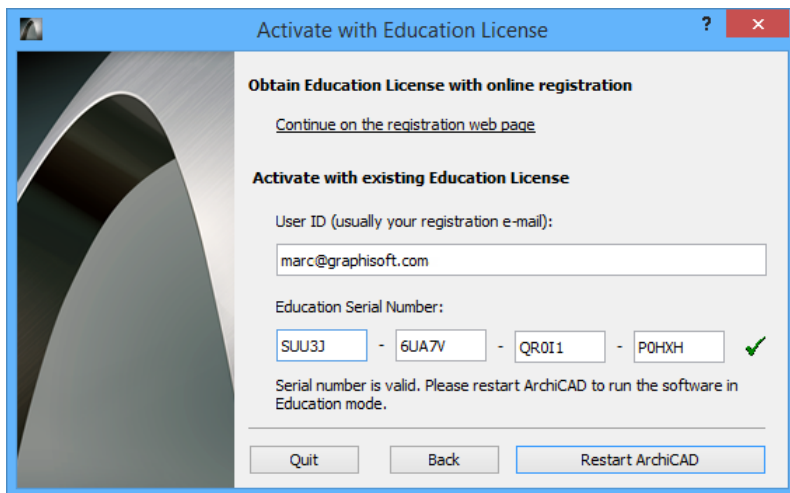 Activate with Education License
?
×
Obtain Education License with online registration
Continue on the registration web page
Activate with existing Education License
User ID (usually your registration e-mail):
marc@graphisoft.com
Education Serial Number:
SUU3J - 6UA7V - QR0I1 - P0HXH
Serial number is valid. Please restart ArchiCAD to run the software in
Education mode.
Quit Back Restart ArchiCAD